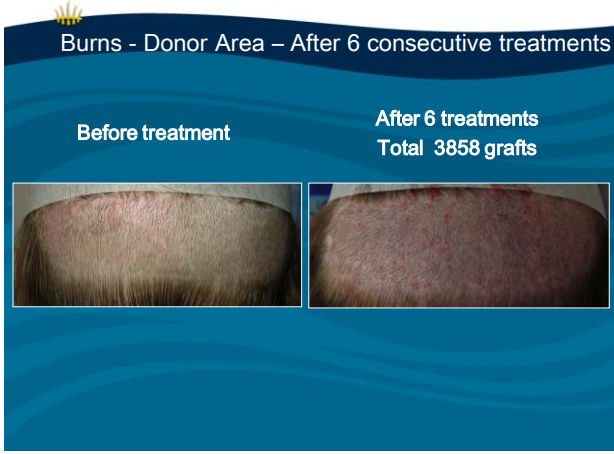 Burns - Donor Area – After 6 consecutive treatments
Before treatment
After 6 treatments
Total 3858 grafts